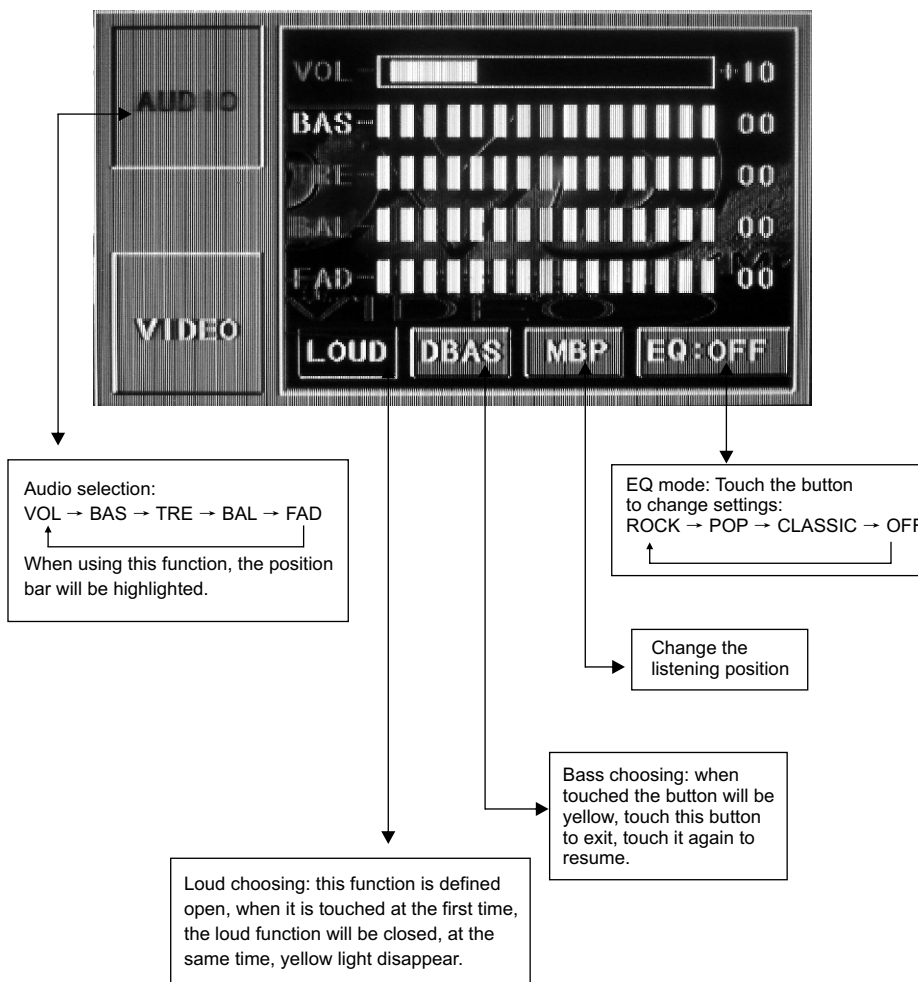 AUDIO
VIDEO
VOL +10
BAS 00
TRE 00
BAL 00
FAD 00
LOUD DBAS MBP EQ:OFF
Audio selection:
VOL → BAS → TRE → BAL → FAD
When using this function, the position
bar will be highlighted.
EQ mode: Touch the button
to change settings:
ROCK → POP → CLASSIC → OFF
Change the
listening position
Bass choosing: when
touched the button will be
yellow, touch this button
to exit, touch it again to
resume.
Loud choosing: this function is defined
open, when it is touched at the first time,
the loud function will be closed, at the
same time, yellow light disappear.